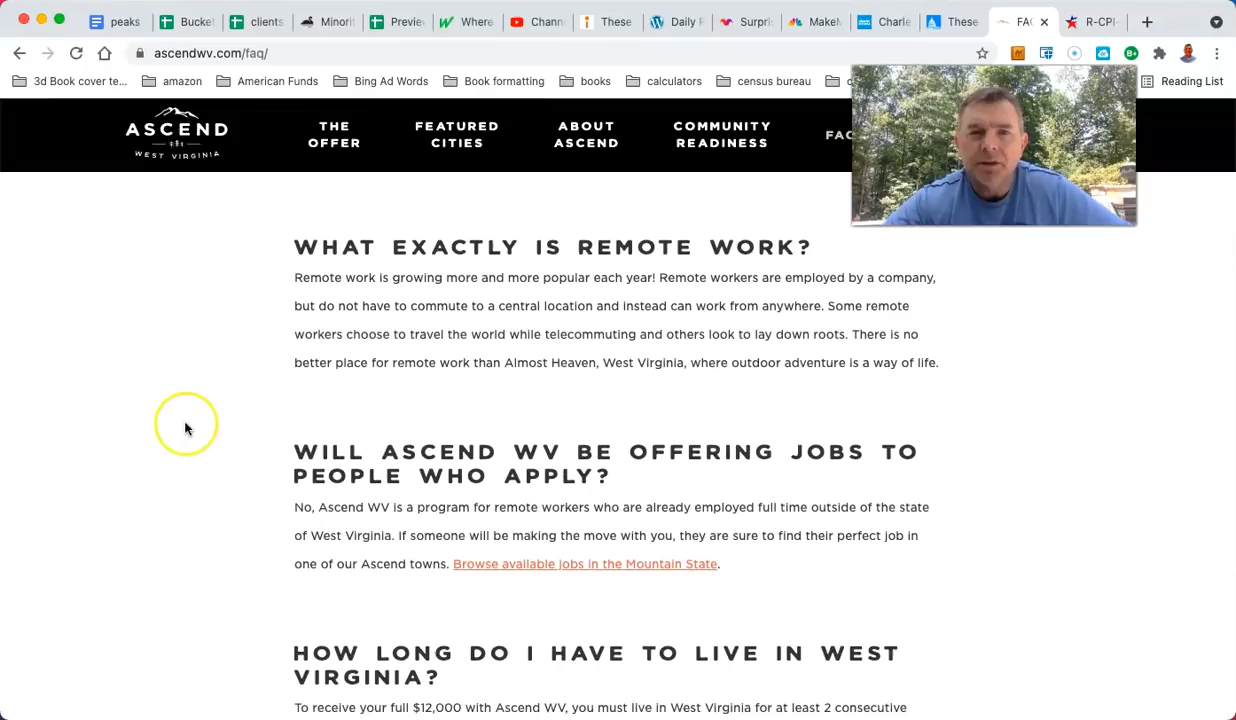 peaks Bucket clients Minorit Preview Where Chann These Daily P Surpri MakeM Charle These FAC R-CPI-
ascendwv.com/faq/
3d Book cover te... amazon American Funds Bing Ad Words Book formatting books calculators census bureau Reading List
ASCEND
WEST VIRGINIA
THE OFFER
FEATURED CITIES
ABOUT ASCEND
COMMUNITY READINESS
WHAT EXACTLY IS REMOTE WORK?
Remote work is growing more and more popular each year! Remote workers are employed by a company,
but do not have to commute to a central location and instead can work from anywhere. Some remote
workers choose to travel the world while telecommuting and others look to lay down roots. There is no
better place for remote work than Almost Heaven, West Virginia, where outdoor adventure is a way of life.
WILL ASCEND WV BE OFFERING JOBS TO
PEOPLE WHO APPLY?
No, Ascend WV is a program for remote workers who are already employed full time outside of the state
of West Virginia. If someone will be making the move with you, they are sure to find their perfect job in
one of our Ascend towns. Browse available jobs in the Mountain State.
HOW LONG DO I HAVE TO LIVE IN WEST
VIRGINIA?
To receive your full $12,000 with Ascend WV, you must live in West Virginia for at least 2 consecutive